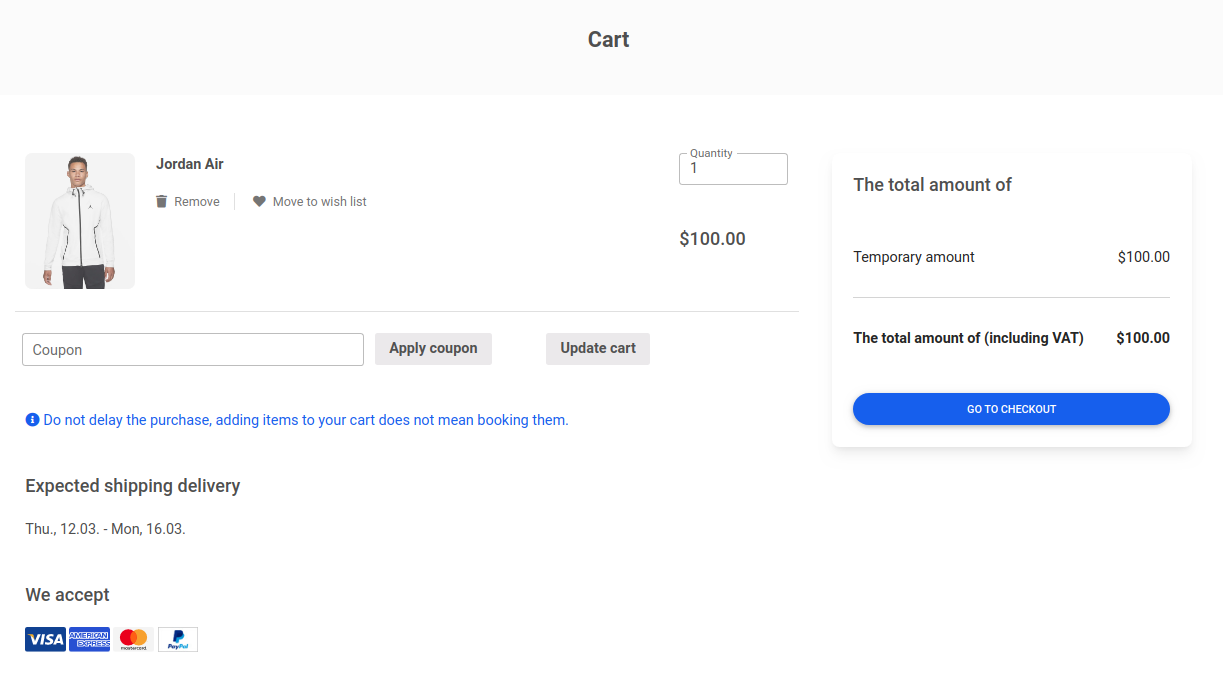 Cart
Jordan Air
Remove
Move to wish list
Quantity
1
$100.00
Coupon
Apply coupon
Update cart
Do not delay the purchase, adding items to your cart does not mean booking them.
Expected shipping delivery
Thu., 12.03. - Mon, 16.03.
We accept
VISA
AMERICAN
EXPRESS
mastercard
PayPal
The total amount of
Temporary amount $100.00
The total amount of (including VAT) $100.00
GO TO CHECKOUT